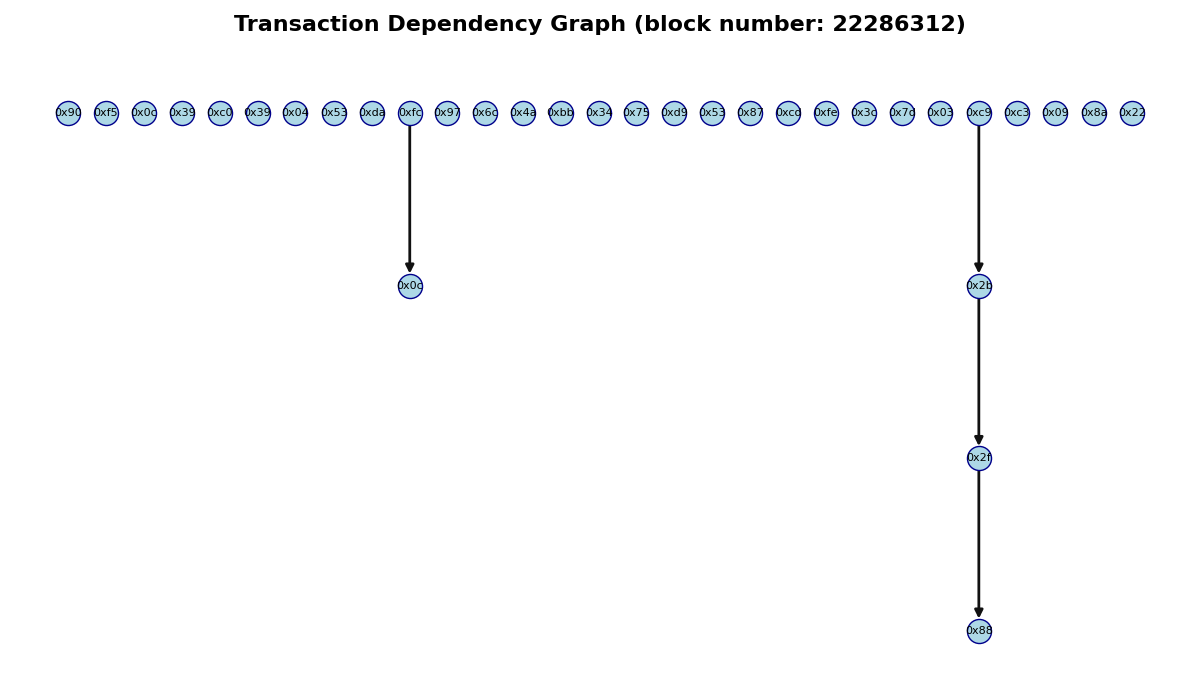 Transaction Dependency Graph (block number: 22286312)
0x90 0xf5 0x0c 0x39 0xc0 0x39 0x04 0x53 0xda 0xfc 0x97 0x6c 0x4a 0xbb 0x34 0x75 0xd9 0x53 0x87 0xcd 0xfe 0x3c 0x7d 0x03 0xc9 0xc3 0x09 0x8a 0x22
0x0c 0x2b
0x2f
0x88